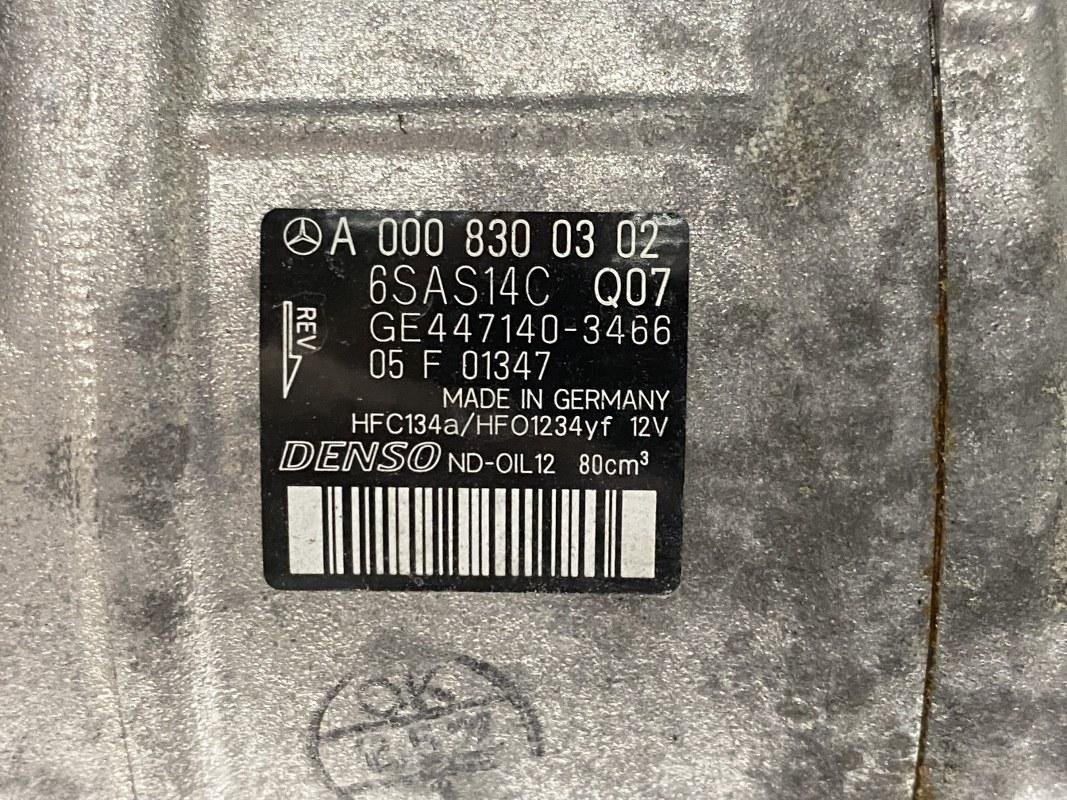 A 000 830 03 02
6SAS14C Q07
REV
GE447140-3466
05 F 01347
MADE IN GERMANY
HFC134a/HFO1234yf 12V
DENSO ND-OIL12 80cm³
OK